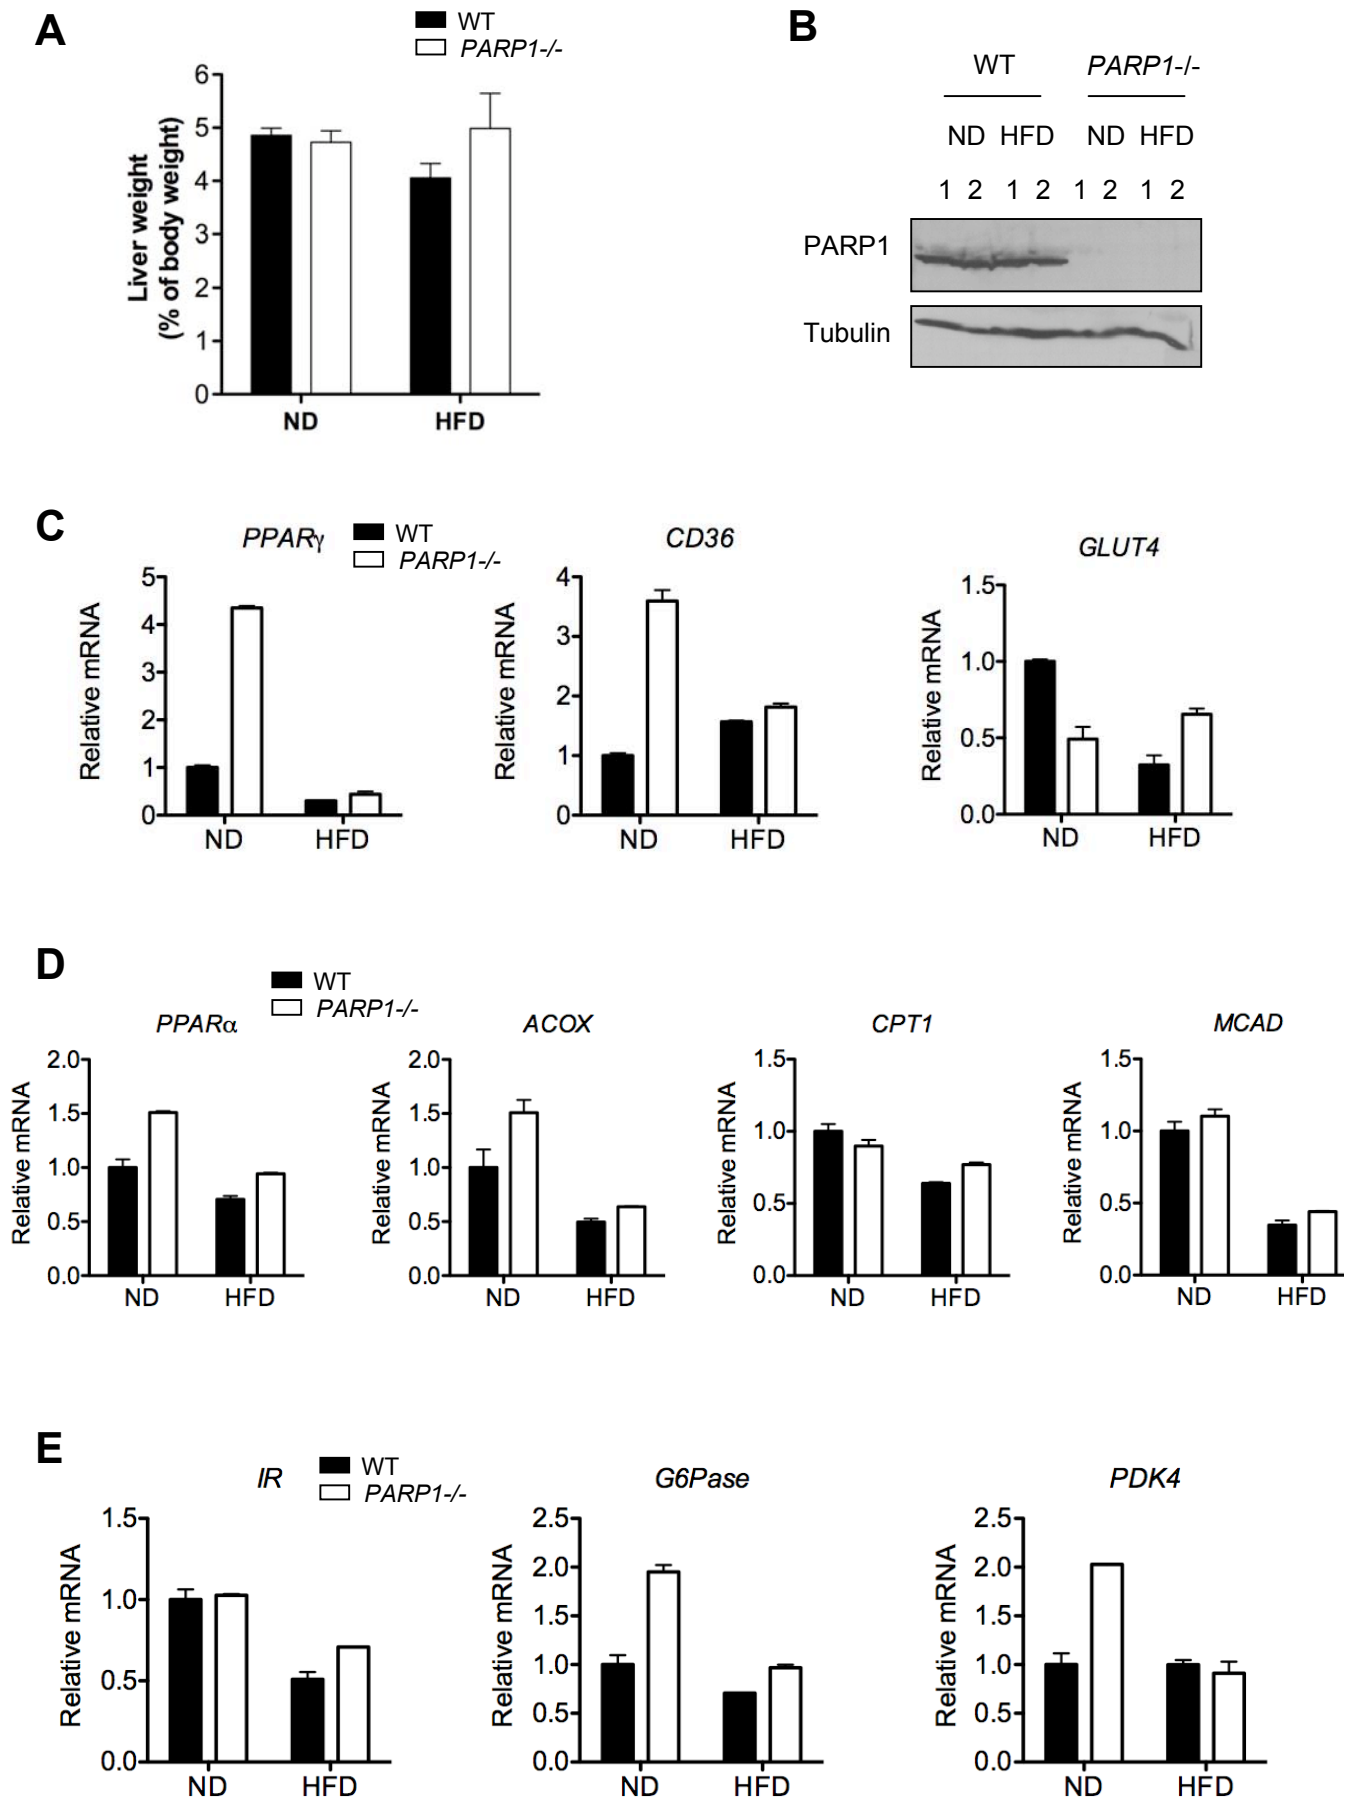 A
WT
PARP1-/-
Liver weight
(% of body weight)
6
5
4
3
2
1
0
ND HFD
B
WT PARP1-/-
ND HFD ND HFD
1 2 1 2 1 2 1 2
PARP1
Tubulin
C
WT
PARP1-/-
PPARγ
Relative mRNA
5
4
3
2
1
0
ND HFD
CD36
Relative mRNA
4
3
2
1
0
ND HFD
GLUT4
Relative mRNA
1.5
1.0
0.5
0.0
ND HFD
D
WT
PARP1-/-
PPARα
Relative mRNA
2.0
1.5
1.0
0.5
0.0
ND HFD
ACOX
Relative mRNA
2.0
1.5
1.0
0.5
0.0
ND HFD
CPT1
Relative mRNA
1.5
1.0
0.5
0.0
ND HFD
MCAD
Relative mRNA
1.5
1.0
0.5
0.0
ND HFD
E
WT
PARP1-/-
IR
Relative mRNA
1.5
1.0
0.5
0.0
ND HFD
G6Pase
Relative mRNA
2.5
2.0
1.5
1.0
0.5
0.0
ND HFD
PDK4
Relative mRNA
2.5
2.0
1.5
1.0
0.5
0.0
ND HFD